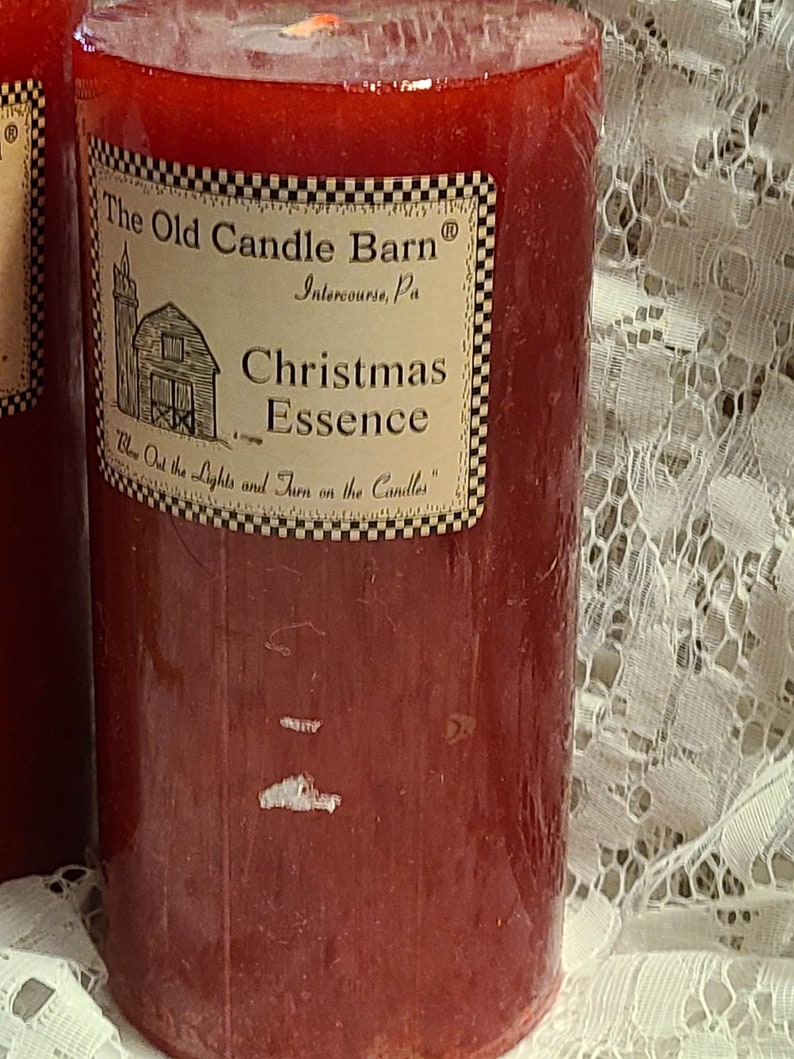 The Old Candle Barn®
Intercourse, Pa
Christmas
Essence
"Blow Out the Lights and Turn on the Candles"
®